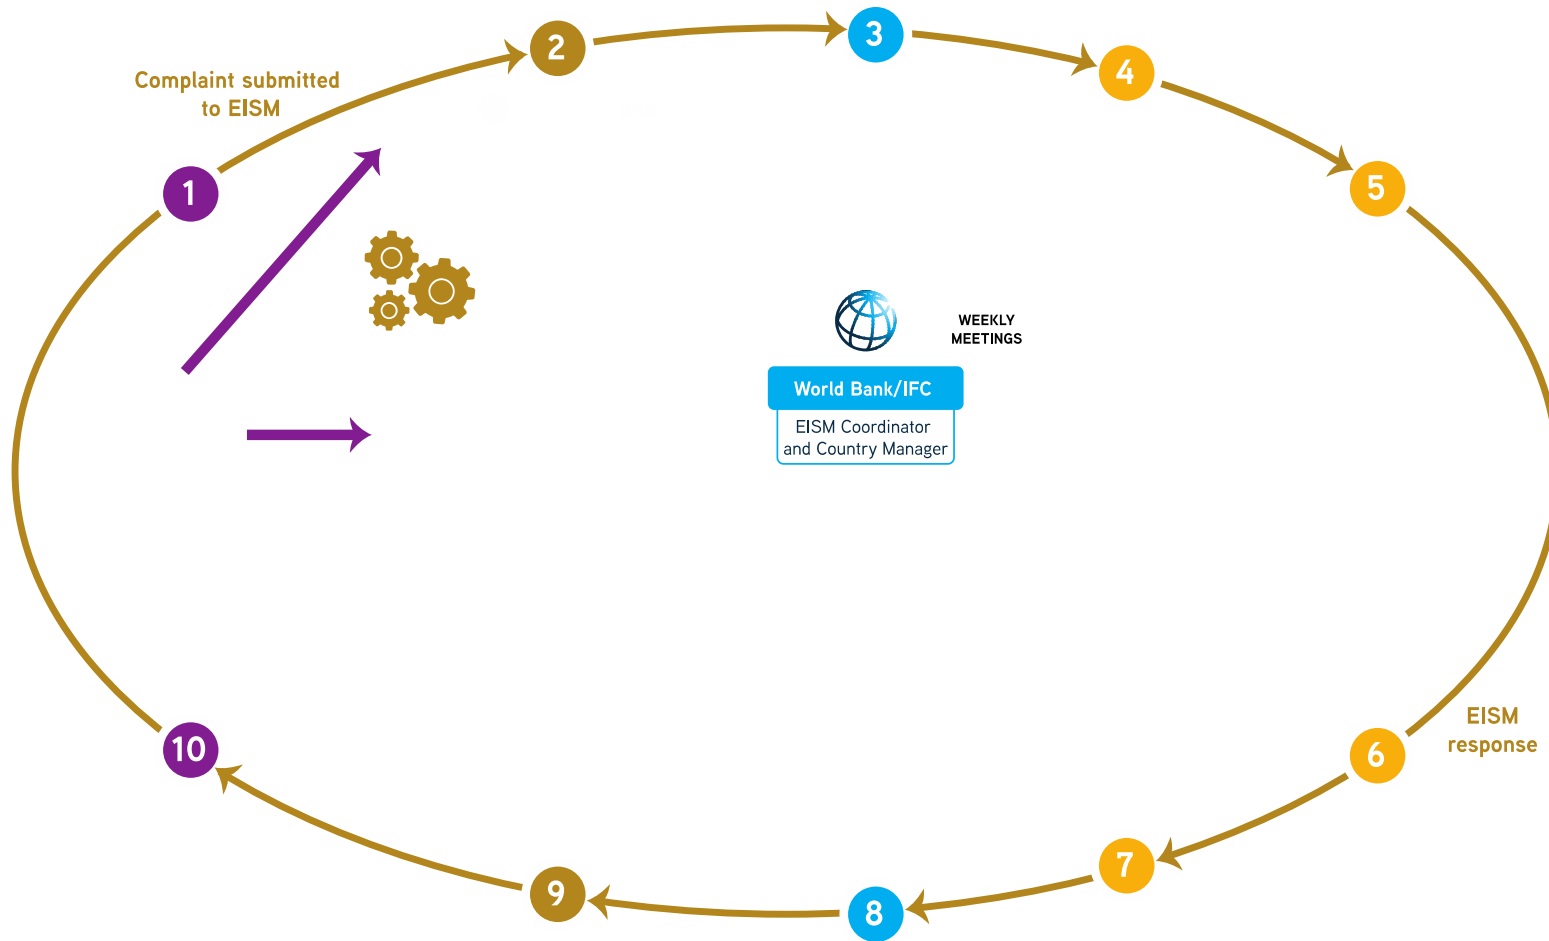 2
3
4
Complaint submitted
to EISM
1
5
WEEKLY
MEETINGS
World Bank/IFC
EISM Coordinator
and Country Manager
EISM
response
10
6
7
9
8